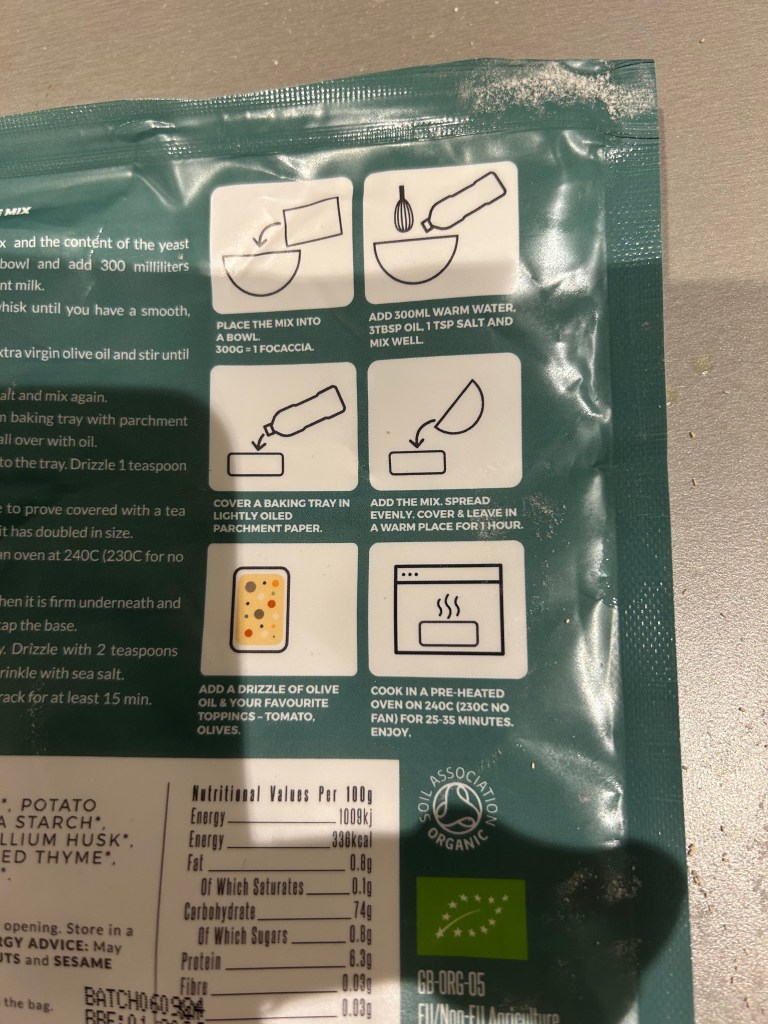 MIX
and the content of the yeast
bowl and add 300 milliliters
nt milk.
whisk until you have a smooth,
xtra virgin olive oil and stir until
alt and mix again.
baking tray with parchment
all over with oil.
to the tray. Drizzle 1 teaspoon
to prove covered with a tea
it has doubled in size.
an oven at 240C (230C for no
hen it is firm underneath and
tap the base.
Drizzle with 2 teaspoons
rinkle with sea salt.
rack for at least 15 min.
PLACE THE MIX INTO
A BOWL.
300G = 1 FOCACCIA.
ADD 300ML WARM WATER,
3TBSP OIL, 1 TSP SALT AND
MIX WELL.
COVER A BAKING TRAY IN
LIGHTLY OILED
PARCHMENT PAPER.
ADD THE MIX. SPREAD
EVENLY. COVER & LEAVE IN
A WARM PLACE FOR 1 HOUR.
ADD A DRIZZLE OF OLIVE
OIL & YOUR FAVOURITE
TOPPINGS – TOMATO,
OLIVES.
COOK IN A PRE-HEATED
OVEN ON 240C (230C NO
FAN) FOR 25-35 MINUTES.
ENJOY.
*, POTATO
A STARCH*,
LLIUM HUSK*,
ED THYME*,
*.
opening. Store in a
RGY ADVICE: May
UTS and SESAME
the bag.
Nutritional Values Per 100g
Energy 1009kj
Energy 336kcal
Fat 0.8g
Of Which Saturates 0.1g
Carbohydrate 74g
Of Which Sugars 0.8g
Protein 6.3g
Fibre 0.03g
0.03g
SOIL ASSOCIATION
ORGANIC
GB-ORG-05
EU/Non-EU Agriculture